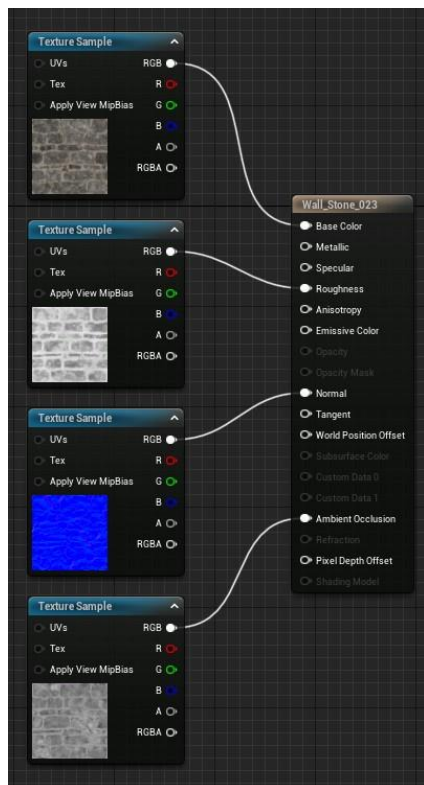 Texture Sample
UVs RGB
Tex R
Apply View MipBias G
B
A
RGBA
Texture Sample
UVs RGB
Tex R
Apply View MipBias G
B
A
RGBA
Texture Sample
UVs RGB
Tex R
Apply View MipBias G
B
A
RGBA
Texture Sample
UVs RGB
Tex R
Apply View MipBias G
B
A
RGBA
Wall_Stone_023
Base Color
Metallic
Specular
Roughness
Anisotropy
Emissive Color
Opacity
Opacity Mask
Normal
Tangent
World Position Offset
Subsurface Color
Custom Data 0
Custom Data 1
Ambient Occlusion
Refraction
Pixel Depth Offset
Shading Model